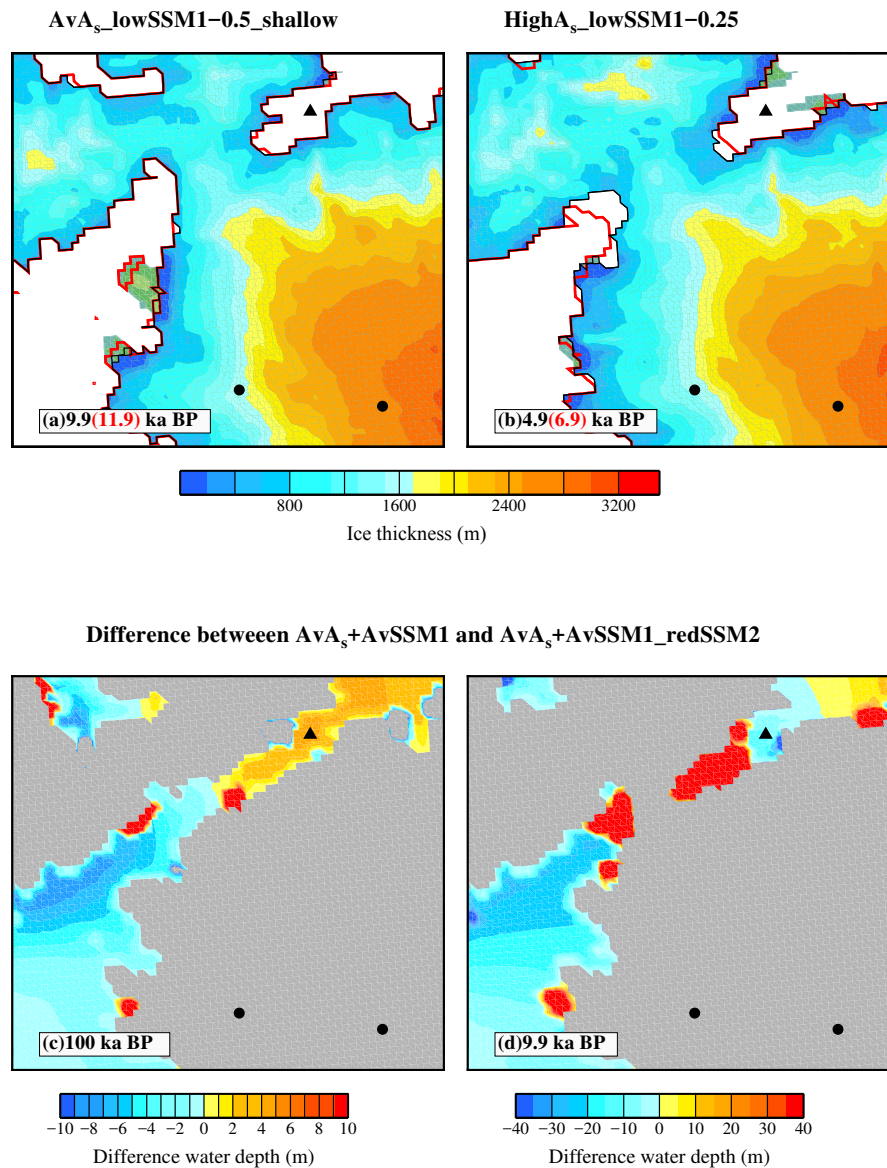 AvAs_lowSSM1−0.5_shallow
HighAs_lowSSM1−0.25
(a)9.9(11.9) ka BP
(b)4.9(6.9) ka BP
800 1600 2400 3200
Ice thickness (m)
Difference betweeen AvAs+AvSSM1 and AvAs+AvSSM1_redSSM2
(c)100 ka BP
(d)9.9 ka BP
−10 −8 −6 −4 −2 0 2 4 6 8 10
Difference water depth (m)
−40 −30 −20 −10 0 10 20 30 40
Difference water depth (m)